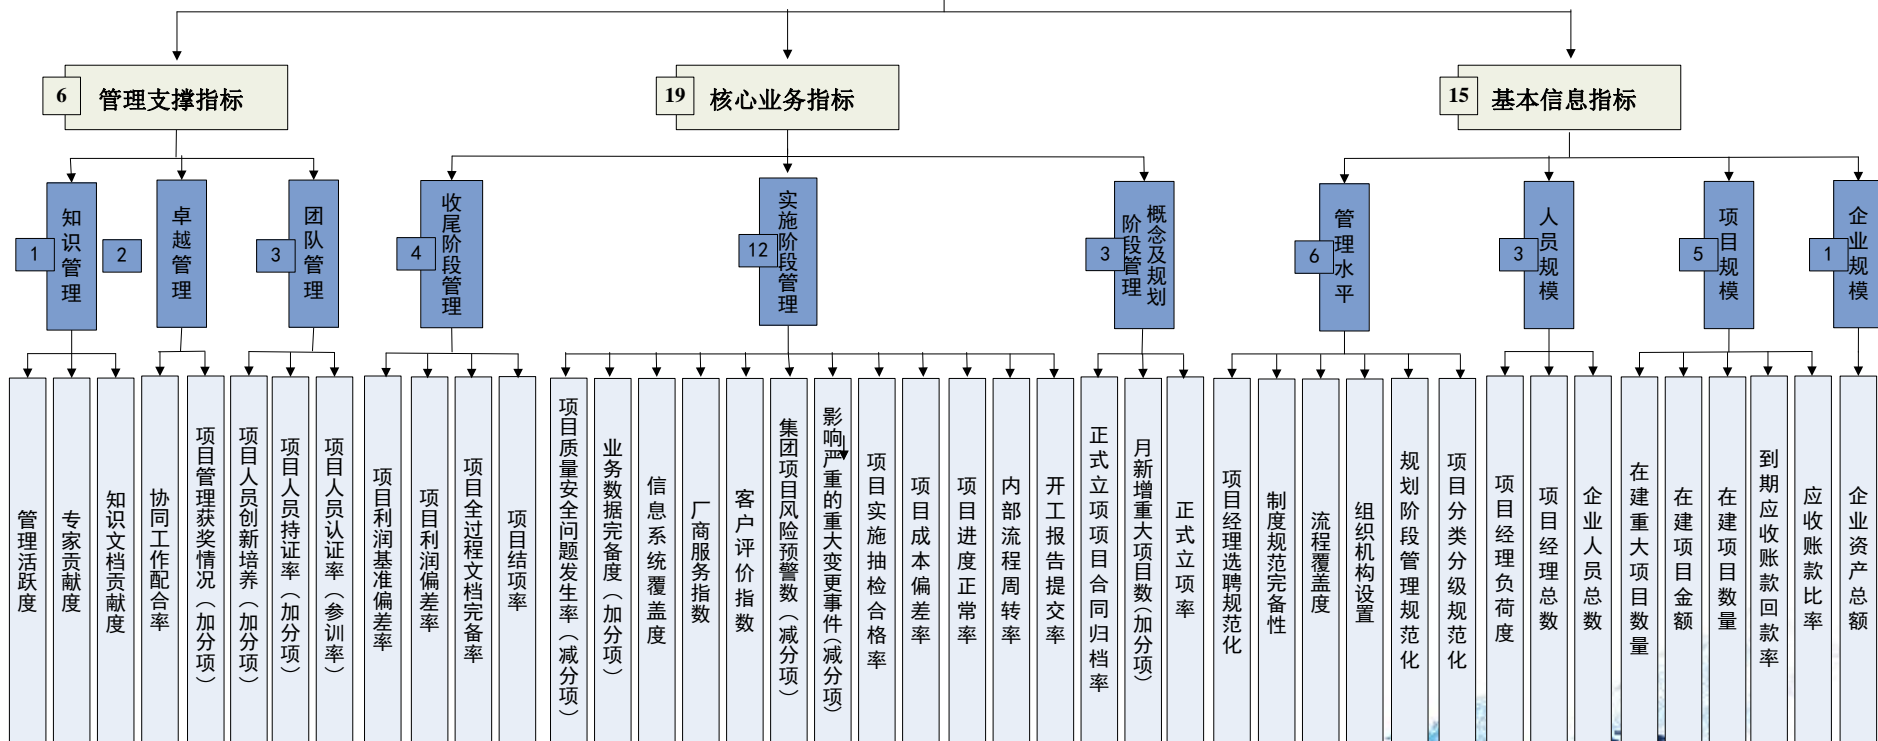 6
管理支撑指标
19
核心业务指标
15
基本信息指标
1
知识管理
2
卓越管理
3
团队管理
4
收尾阶段管理
12
实施阶段管理
3
概念及规划
阶段管理
6
管理水平
3
人员规模
5
项目规模
1
企业规模
管理活跃度
专家贡献度
知识文档贡献度
协同工作配合率
项目管理获奖情况（加分项）
项目人员创新培养（加分项）
项目人员持证率（加分项）
项目人员认证率（参训率）
项目利润基准偏差率
项目利润偏差率
项目全过程文档完备率
项目结项率
项目质量安全问题发生率（减分项）
业务数据完备度（加分项）
信息系统覆盖度
厂商服务指数
客户评价指数
集团项目风险预警数（减分项）
影响严重的重大变更事件（减分项）
项目实施抽检合格率
项目成本偏差率
项目进度正常率
内部流程周转率
开工报告提交率
正式立项项目合同归档率
月新增重大项目数（加分项）
正式立项率
项目经理选聘规范化
制度规范完备性
流程覆盖度
组织机构设置
规划阶段管理规范化
项目分类分级规范化
项目经理负荷度
项目经理总数
企业人员总数
在建重大项目数量
在建项目金额
在建项目数量
到期应收账款回款率
应收账款比率
企业资产总额